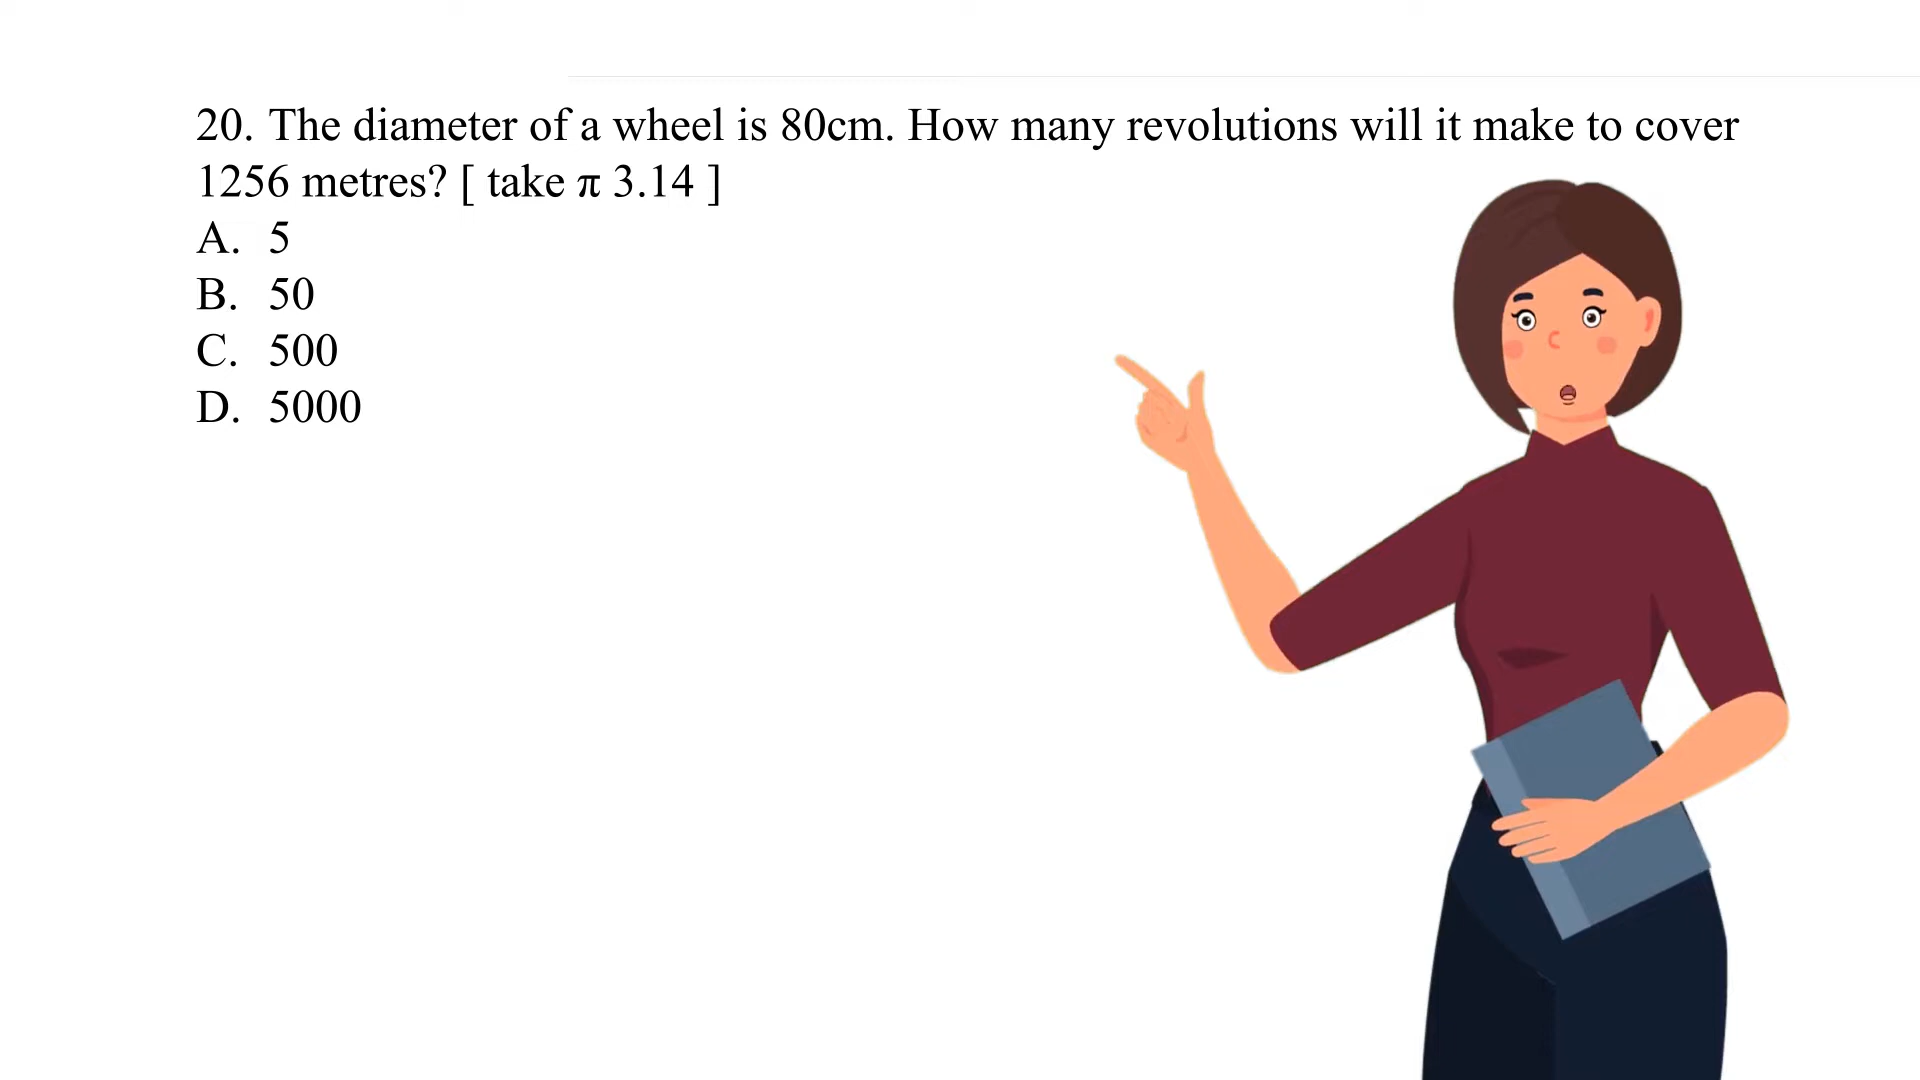 20. The diameter of a wheel is 80cm. How many revolutions will it make to cover
1256 metres? [ take π 3.14 ]
A. 5
B. 50
C. 500
D. 5000